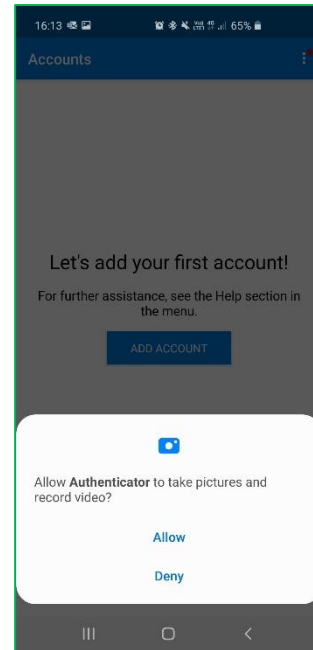 16:13 65%
Accounts
Let's add your first account!
For further assistance, see the Help section in
the menu.
ADD ACCOUNT
Allow Authenticator to take pictures and
record video?
Allow
Deny